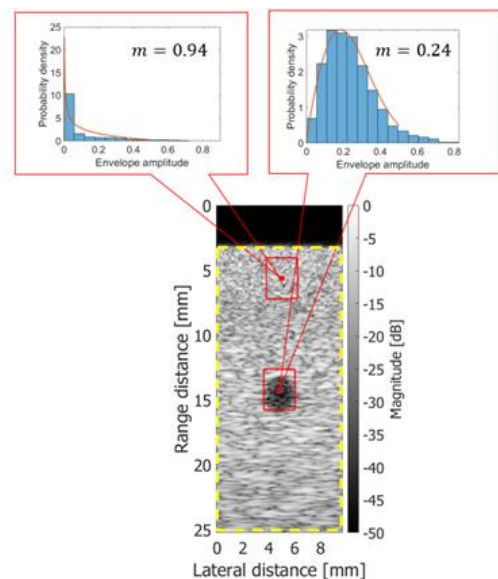 25
20
15
10
5
0
Probability density
m = 0.94
0 0.2 0.4 0.6 0.8
Envelope amplitude
3
2
1
0
Probability density
m = 0.24
0 0.2 0.4 0.6 0.8
Envelope amplitude
0
5
10
15
20
25
Range distance [mm]
0 2 4 6 8
Lateral distance [mm]
0
-5
-10
-15
-20
-25
-30
-35
-40
-45
-50
Magnitude [dB]